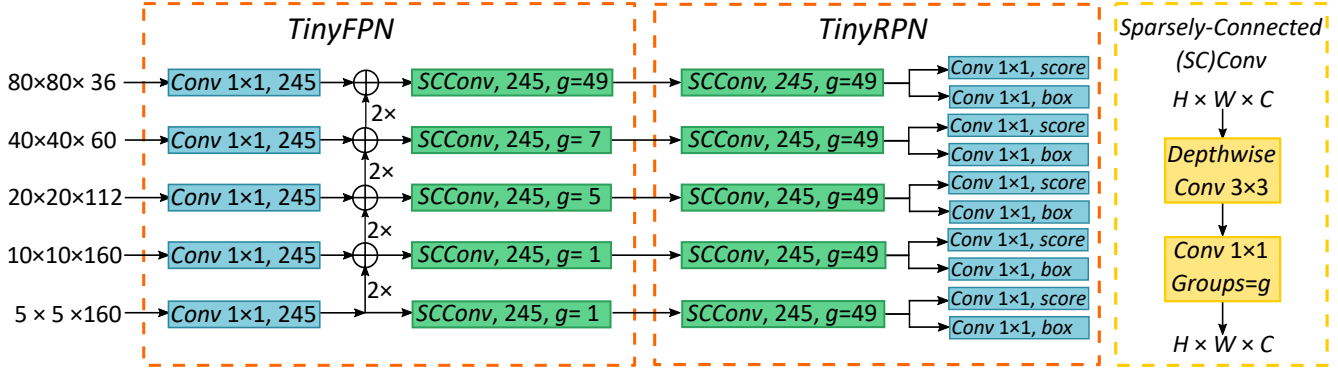 TinyFPN
TinyRPN
Sparsely-Connected
(SC)Conv
80×80× 36
Conv 1×1, 245
SCConv, 245, g=49
SCConv, 245, g=49
Conv 1×1, score
Conv 1×1, box
2×
40×40× 60
Conv 1×1, 245
SCConv, 245, g= 7
SCConv, 245, g=49
Conv 1×1, score
Conv 1×1, box
2×
20×20×112
Conv 1×1, 245
SCConv, 245, g= 5
SCConv, 245, g=49
Conv 1×1, score
Conv 1×1, box
2×
10×10×160
Conv 1×1, 245
SCConv, 245, g= 1
SCConv, 245, g=49
Conv 1×1, score
Conv 1×1, box
2×
5 × 5 ×160
Conv 1×1, 245
SCConv, 245, g= 1
SCConv, 245, g=49
Conv 1×1, score
Conv 1×1, box
H × W × C
Depthwise
Conv 3×3
Conv 1×1
Groups=g
H × W × C